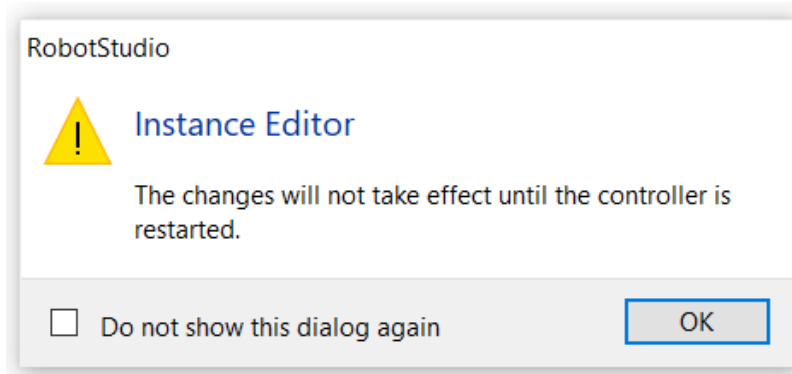 RobotStudio
!
Instance Editor
The changes will not take effect until the controller is
restarted.
Do not show this dialog again
OK